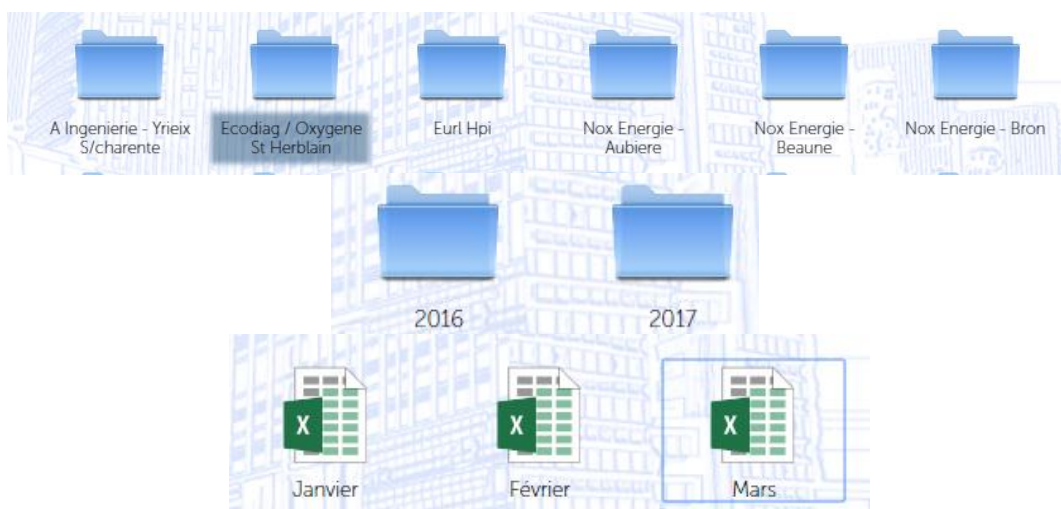 A Ingenierie - Yrieix
S/charente
Ecodiag / Oxygene
St Herblain
Eurl Hpi
Nox Energie -
Aubiere
Nox Energie -
Beaune
Nox Energie - Bron
2016
2017
X
X
X
Janvier
Février
Mars